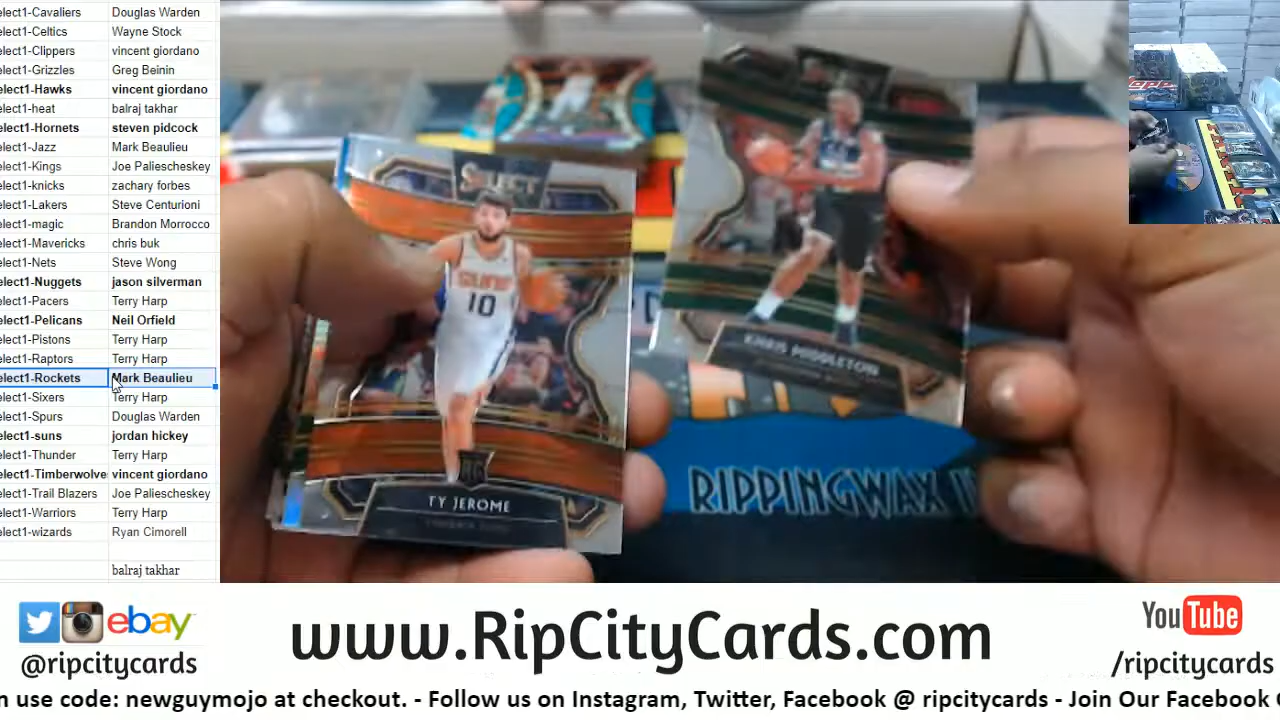 elect1-Cavaliers Douglas Warden
elect1-Celtics Wayne Stock
elect1-Clippers vincent giordano
elect1-Grizzles Greg Beinin
elect1-Hawks vincent giordano
elect1-heat balraj takhar
elect1-Hornets steven pidcock
elect1-Jazz Mark Beaulieu
elect1-Kings Joe Paliescheskey
elect1-knicks zachary forbes
elect1-Lakers Steve Centurioni
elect1-magic Brandon Morrocco
elect1-Mavericks chris buk
elect1-Nets Steve Wong
elect1-Nuggets jason silverman
elect1-Pacers Terry Harp
elect1-Pelicans Neil Orfield
elect1-Pistons Terry Harp
elect1-Raptors Terry Harp
elect1-Rockets Mark Beaulieu
elect1-Sixers Terry Harp
elect1-Spurs Douglas Warden
elect1-suns jordan hickey
elect1-Thunder Terry Harp
elect1-Timberwolve vincent giordano
elect1-Trail Blazers Joe Paliescheskey
elect1-Warriors Terry Harp
elect1-wizards Ryan Cimorell
balraj takhar
SELECT
SUNS
10
RC
TY JEROME
KHRIS MIDDLETON
RIPPINGWAX
ebay
@ripcitycards
www.RipCityCards.com
YouTube
/ripcitycards
n use code: newguymojo at checkout. - Follow us on Instagram, Twitter, Facebook @ ripcitycards - Join Our Facebook